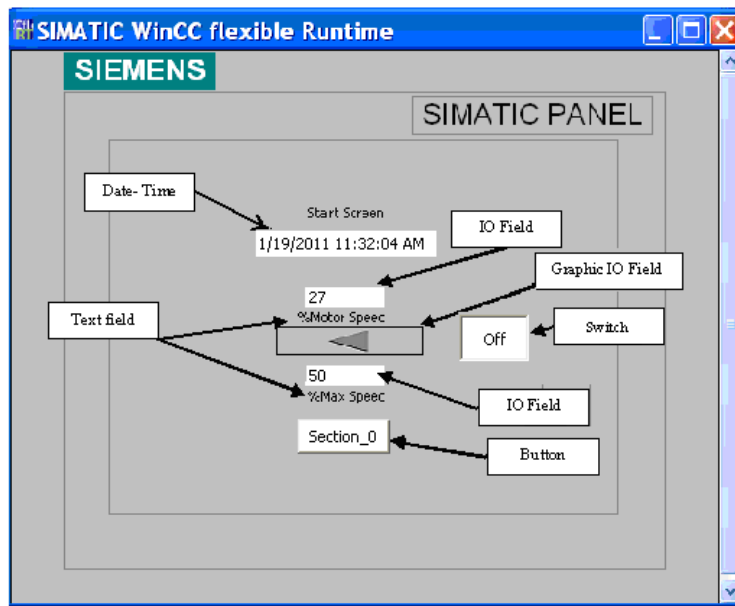 SIMATIC WinCC flexible Runtime
SIEMENS
SIMATIC PANEL
Date-Time
Start Screen
IO Field
1/19/2011 11:32:04 AM
Graphic IO Field
27
Text field
%Motor Speec
Off
Switch
50
%Max Speec
IO Field
Section_0
Button